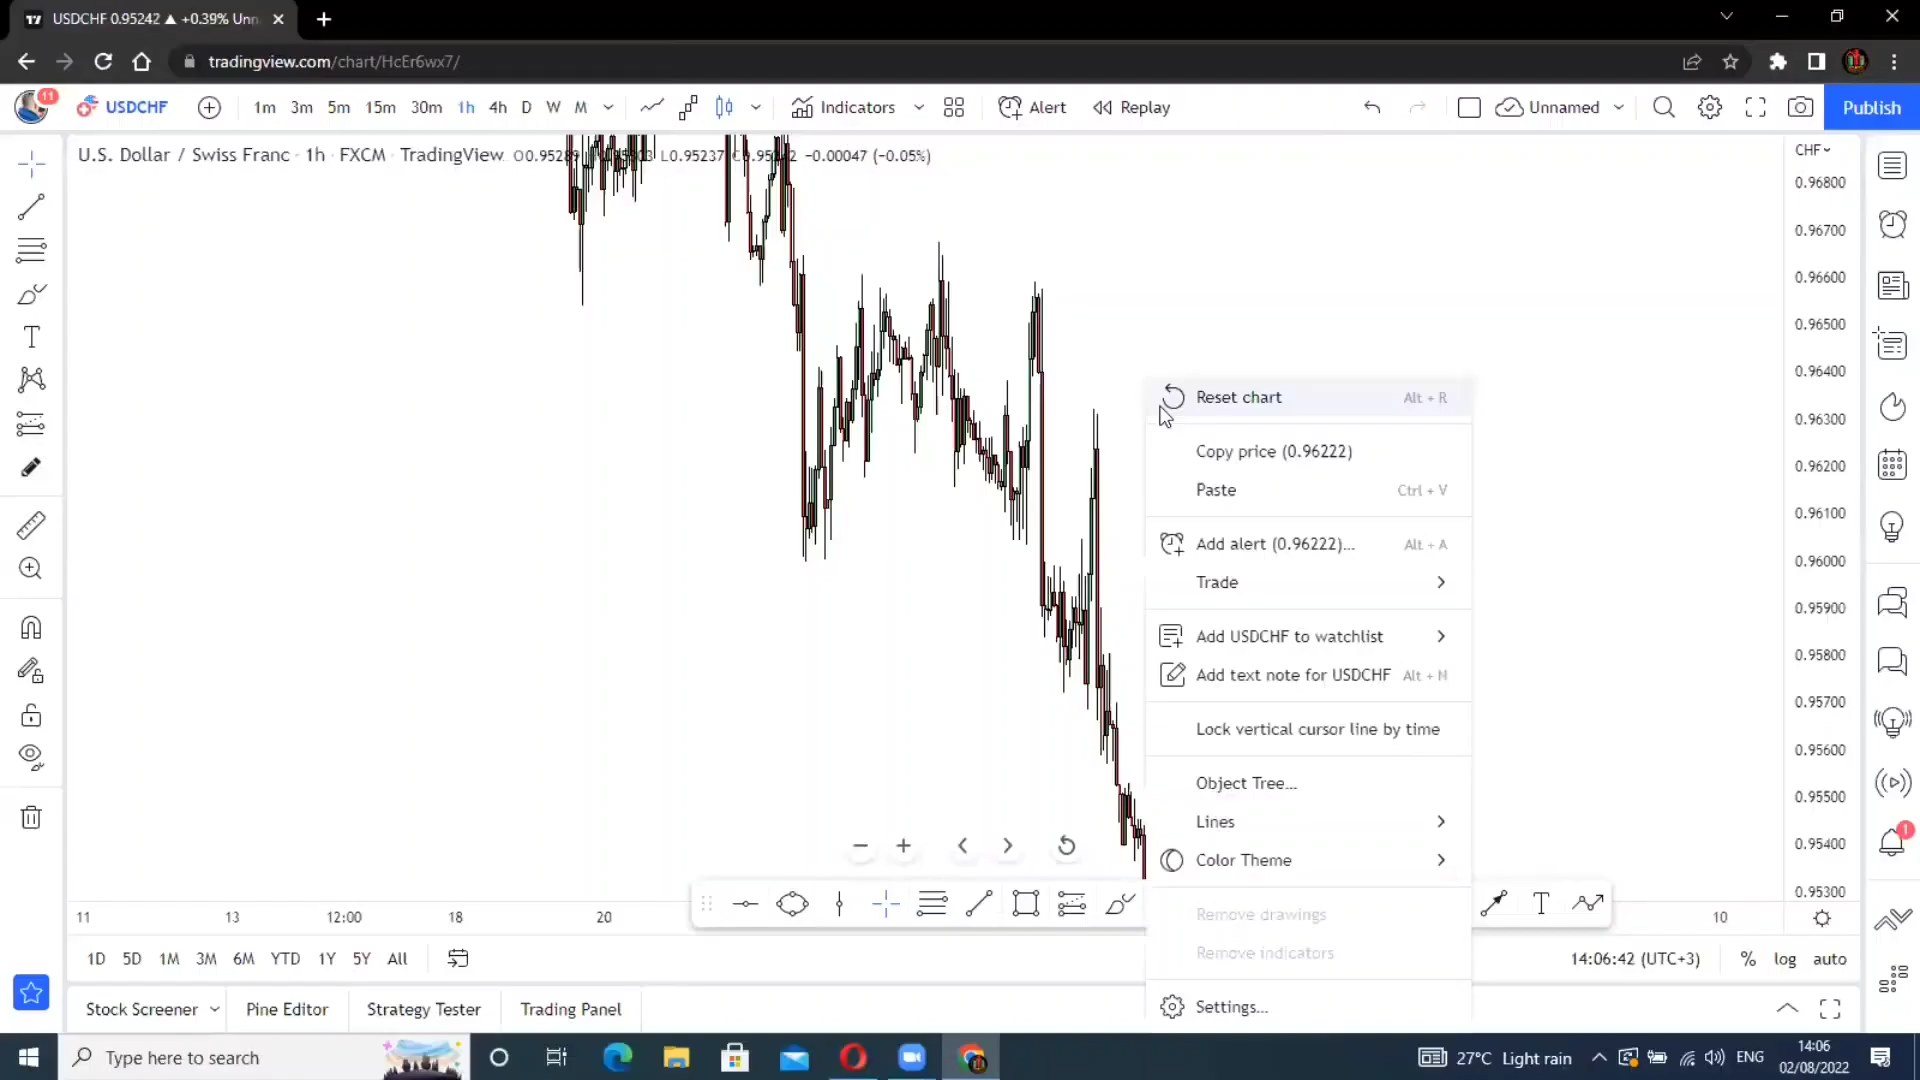 USDCHF 0.95242 ▲ +0.39% Unn
tradingview.com/chart/HcEr6wx7/
11
USDCHF
1m 3m 5m 15m 30m 1h 4h D W M
Indicators
Alert
Replay
Unnamed
Publish
U.S. Dollar / Swiss Franc · 1h · FXCM · TradingView
O0.95289 L0.95237 −0.00047 (−0.05%)
CHF
0.96800
0.96700
0.96600
0.96500
0.96400
0.96300
0.96200
0.96100
0.96000
0.95900
0.95800
0.95700
0.95600
0.95500
0.95400
0.95300
Reset chart Alt + R
Copy price (0.96222)
Paste Ctrl + V
Add alert (0.96222)... Alt + A
Trade
Add USDCHF to watchlist
Add text note for USDCHF Alt + N
Lock vertical cursor line by time
Object Tree...
Lines
Color Theme
Remove drawings
Remove indicators
Settings...
1
11 13 12:00 18 20 10
1D 5D 1M 3M 6M YTD 1Y 5Y All
14:06:42 (UTC+3) % log auto
Stock Screener Pine Editor Strategy Tester Trading Panel
Type here to search
27°C Light rain
ENG
14:06
02/08/2022